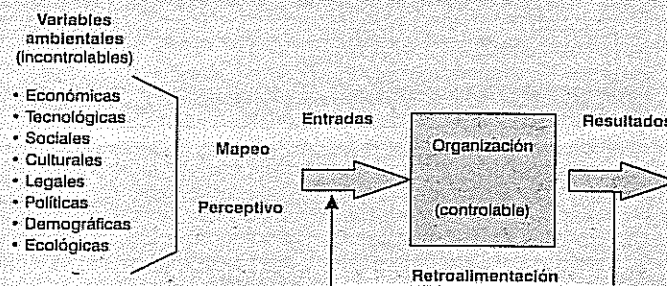 Variables
ambientales
(incontrolables)
• Económicas
• Tecnológicas
• Sociales
• Culturales
• Legales
• Políticas
• Demográficas
• Ecológicas
Mapeo
Perceptivo
Entradas
Organización
(controlable)
Resultados
Retroalimentación